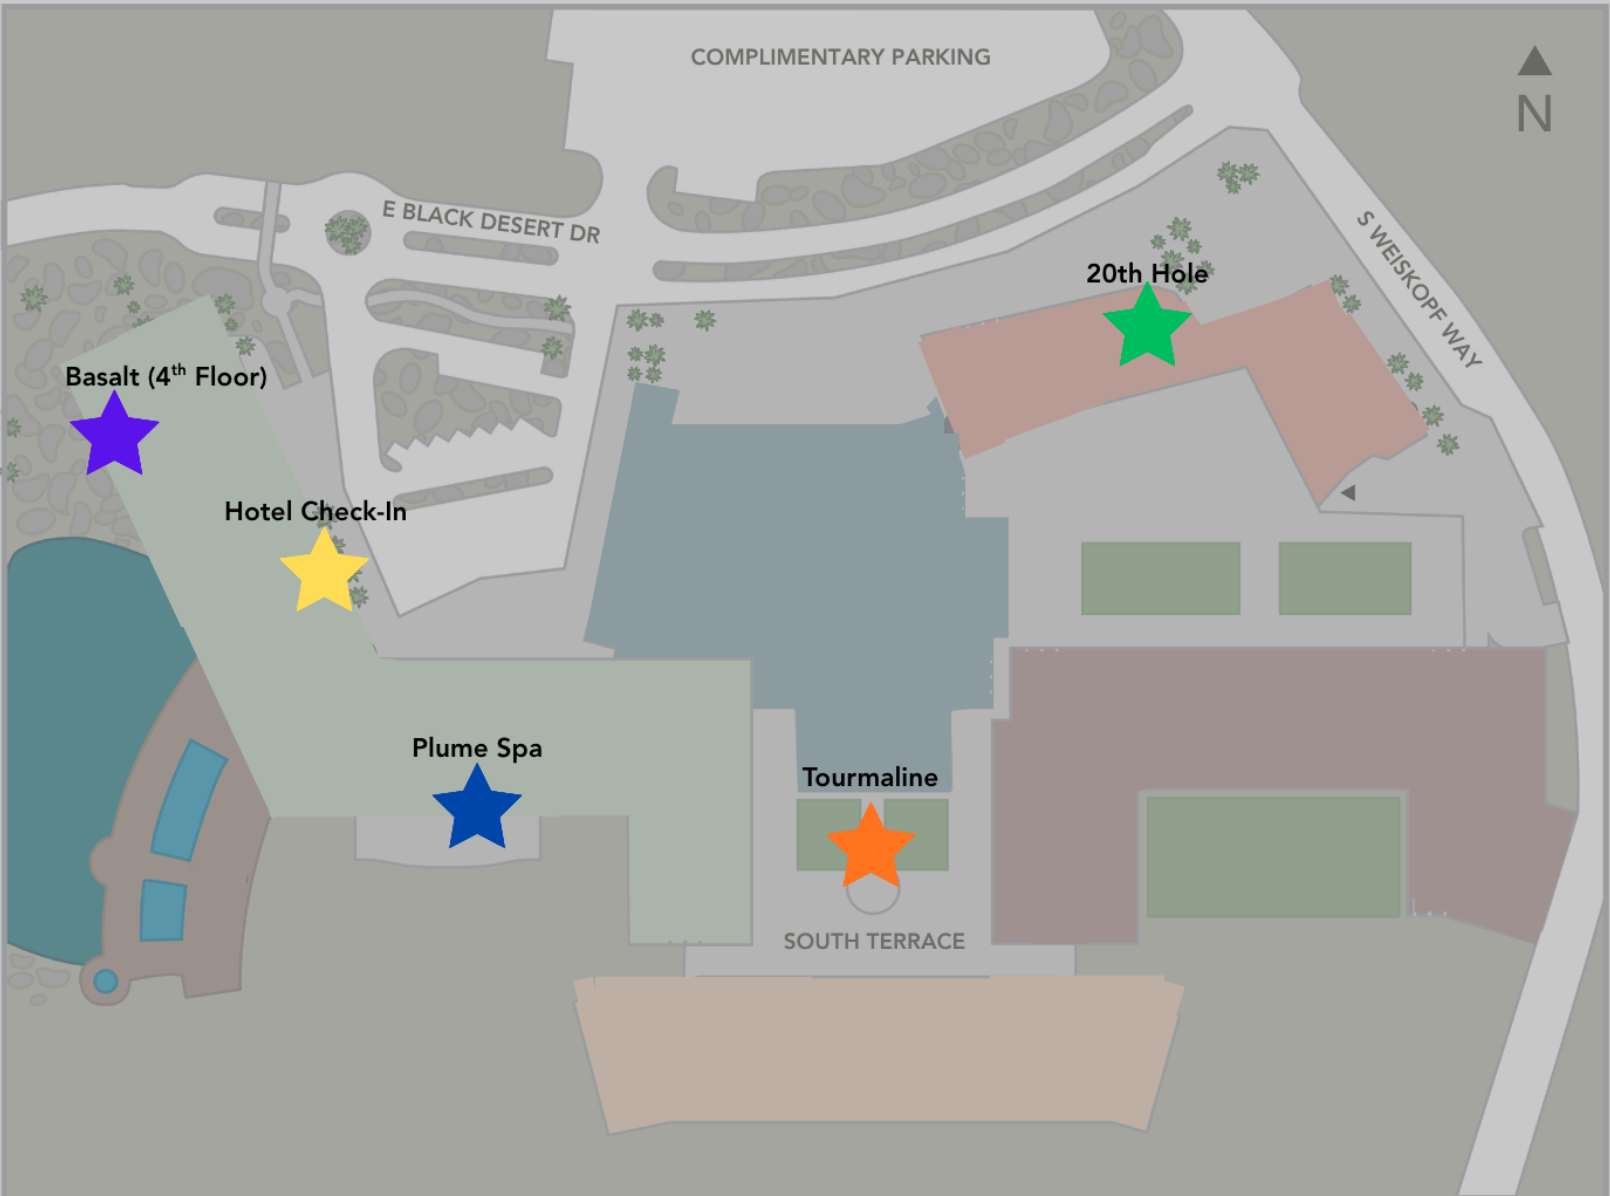 COMPLIMENTARY PARKING
N
E BLACK DESERT DR
S WEISKOPF WAY
20th Hole
Basalt (4th Floor)
Hotel Check-In
Plume Spa
Tourmaline
SOUTH TERRACE